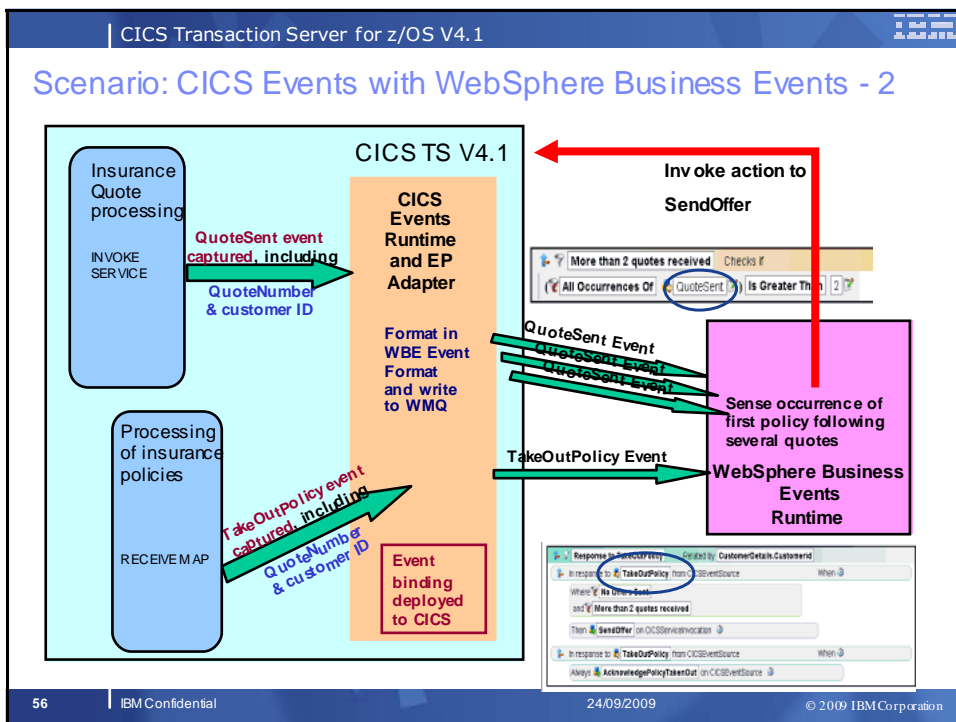 CICS Transaction Server for z/OS V4.1
IBM
Scenario: CICS Events with WebSphere Business Events - 2
CICS TS V4.1
Insurance
Quote
processing
INVOKE
SERVICE
QuoteSent event
captured, including
QuoteNumber
& customer ID
CICS
Events
Runtime
and EP
Adapter
Format in
WBE Event
Format
and write
to WMQ
Invoke action to
SendOffer
More than 2 quotes received Checks if
( All Occurrences Of ( QuoteSent ) Is Greater Than 2
QuoteSent Event
QuoteSent Event
QuoteSent Event
Sense occurrence of
first policy following
several quotes
WebSphere Business
Events
Runtime
TakeOutPolicy Event
Processing
of insurance
policies
RECEIVE MAP
TakeOutPolicy event
captured, including
QuoteNumber
& customer ID
Event
binding
deployed
to CICS
Response to TakeOutPolicy Related by CustomerDetails.Customerid
In response to TakeOutPolicy from CICSEventSource When
Where No Offers Sent
and More than 2 quotes received
Then SendOffer on CICSServiceInvocation
In response to TakeOutPolicy from CICSEventSource When
Always AcknowledgePolicyTakenOut on CICSEventSource
56 IBM Confidential 24/09/2009 © 2009 IBM Corporation